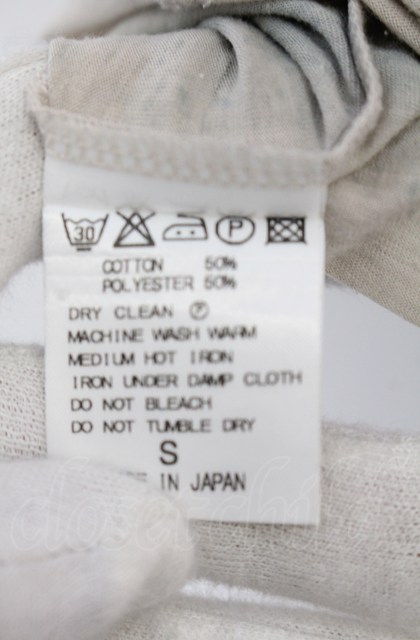 30 P
COTTON 50%
POLYESTER 50%
DRY CLEAN Ⓟ
MACHINE WASH WARM
MEDIUM HOT IRON
IRON UNDER DAMP CLOTH
DO NOT BLEACH
DO NOT TUMBLE DRY
S
IN JAPAN